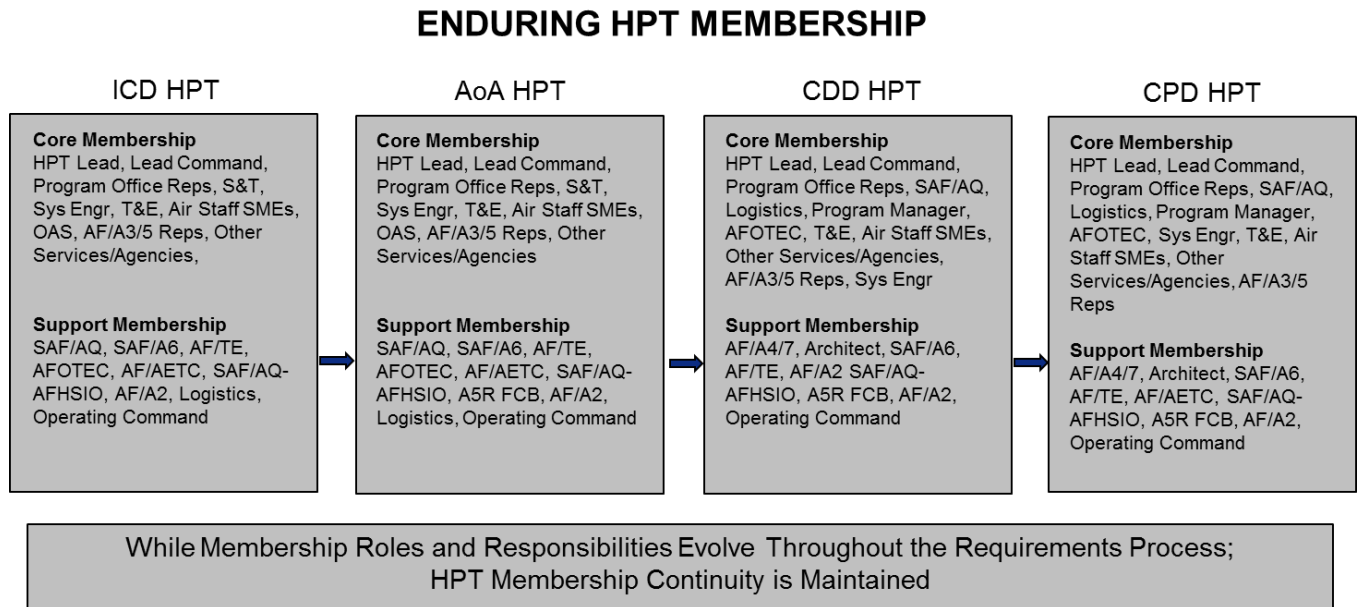 ENDURING HPT MEMBERSHIP
ICD HPT
Core Membership
HPT Lead, Lead Command,
Program Office Reps, S&T,
Sys Engr, T&E, Air Staff SMEs,
OAS, AF/A3/5 Reps, Other
Services/Agencies,
Support Membership
SAF/AQ, SAF/A6, AF/TE,
AFOTEC, AF/AETC, SAF/AQ-
AFHSIO, AF/A2, Logistics,
Operating Command
AoA HPT
Core Membership
HPT Lead, Lead Command,
Program Office Reps, S&T,
Sys Engr, T&E, Air Staff SMEs,
OAS, AF/A3/5 Reps, Other
Services/Agencies
Support Membership
SAF/AQ, SAF/A6, AF/TE,
AFOTEC, AF/AETC, SAF/AQ-
AFHSIO, A5R FCB, AF/A2,
Logistics, Operating Command
CDD HPT
Core Membership
HPT Lead, Lead Command,
Program Office Reps, SAF/AQ,
Logistics, Program Manager,
AFOTEC, T&E, Air Staff SMEs,
Other Services/Agencies,
AF/A3/5 Reps, Sys Engr
Support Membership
AF/A4/7, Architect, SAF/A6,
AF/TE, AF/A2 SAF/AQ-
AFHSIO, A5R FCB, AF/A2,
Operating Command
CPD HPT
Core Membership
HPT Lead, Lead Command,
Program Office Reps, SAF/AQ,
Logistics, Program Manager,
AFOTEC, Sys Engr, T&E, Air
Staff SMEs, Other
Services/Agencies, AF/A3/5
Reps
Support Membership
AF/A4/7, Architect, SAF/A6,
AF/TE, AF/AETC, SAF/AQ-
AFHSIO, A5R FCB, AF/A2,
Operating Command
While Membership Roles and Responsibilities Evolve Throughout the Requirements Process;
HPT Membership Continuity is Maintained